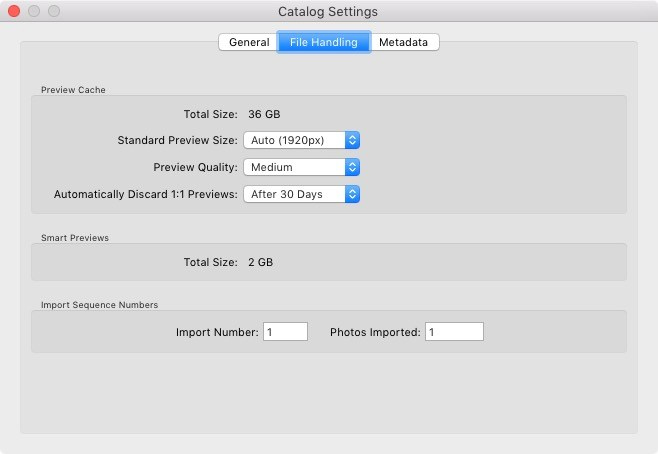 Catalog Settings
General File Handling Metadata
Preview Cache
Total Size: 36 GB
Standard Preview Size: Auto (1920px)
Preview Quality: Medium
Automatically Discard 1:1 Previews: After 30 Days
Smart Previews
Total Size: 2 GB
Import Sequence Numbers
Import Number: 1 Photos Imported: 1